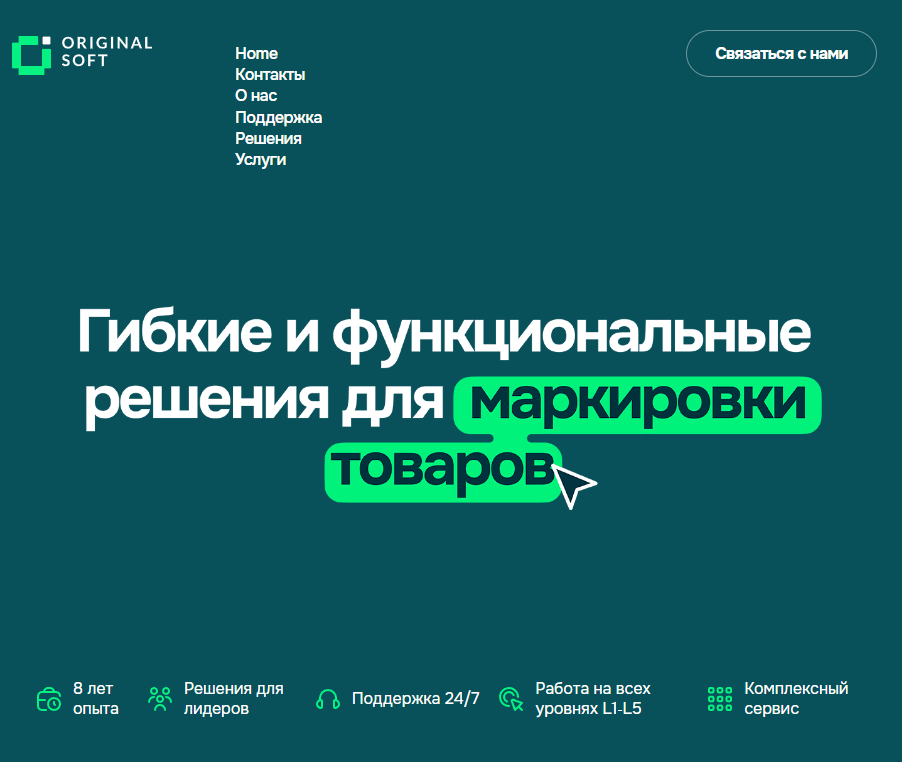 ORIGINAL
SOFT
Home
Контакты
О нас
Поддержка
Решения
Услуги
Связаться с нами
Гибкие и функциональные
решения для маркировки
товаров
8 лет
опыта
Решения для
лидеров
Поддержка 24/7
Работа на всех
уровнях L1-L5
Комплексный
сервис